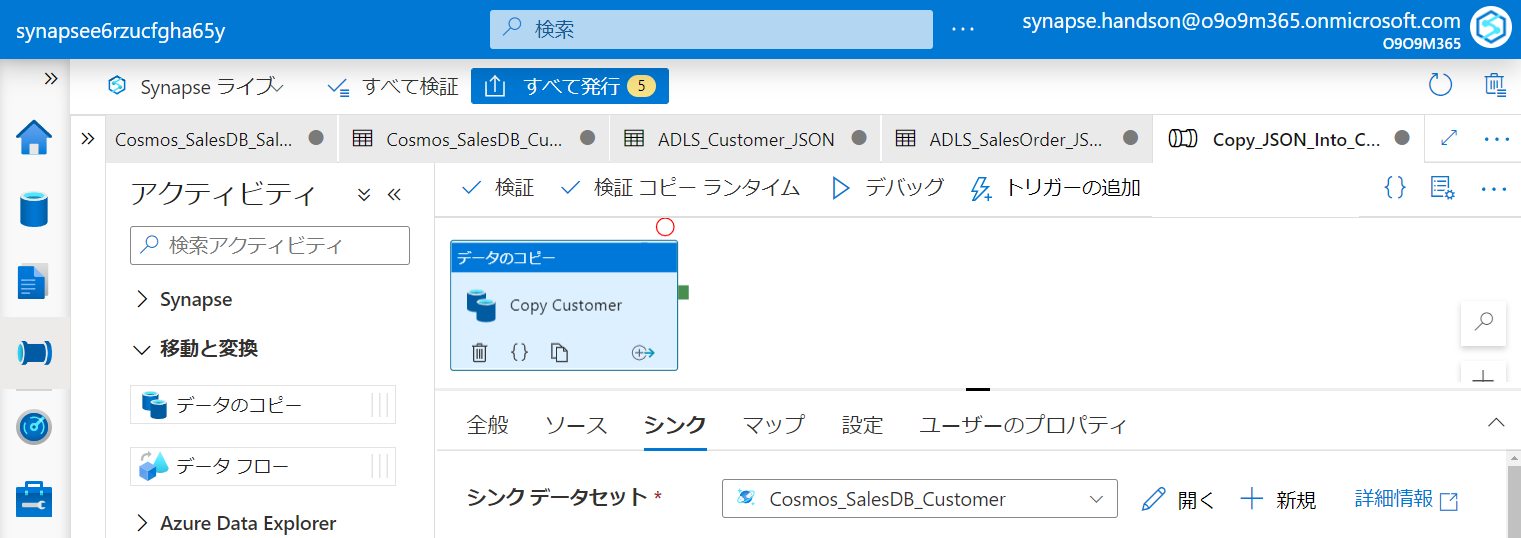 synapsee6rzucfgha65y
検索
synapse.handson@o9o9m365.onmicrosoft.com
O9O9M365
Synapse ライブ
すべて検証
すべて発行 5
Cosmos_SalesDB_Sal...
Cosmos_SalesDB_Cu...
ADLS_Customer_JSON
ADLS_SalesOrder_JS...
Copy_JSON_Into_C...
アクティビティ
検証
検証 コピー ランタイム
デバッグ
トリガーの追加
検索アクティビティ
Synapse
移動と変換
データのコピー
データ フロー
Azure Data Explorer
データのコピー
Copy Customer
全般
ソース
シンク
マップ
設定
ユーザーのプロパティ
シンク データセット *
Cosmos_SalesDB_Customer
開く
新規
詳細情報